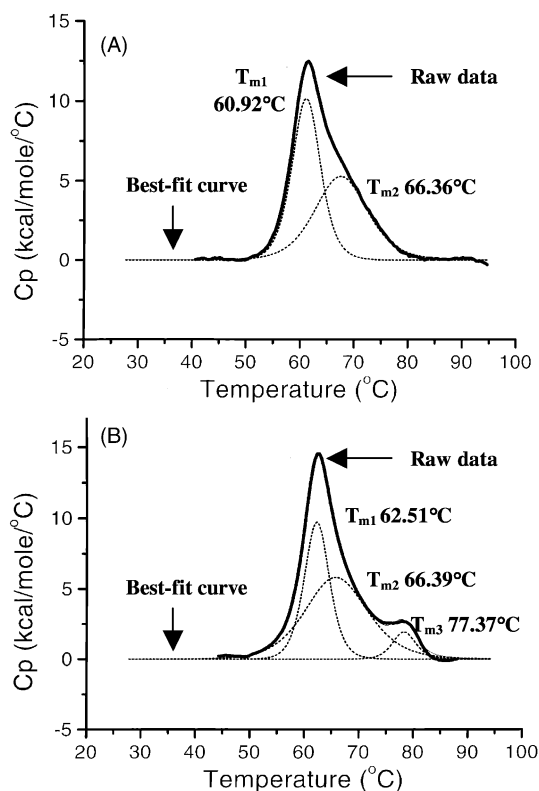 (A)
15
10
5
0
-5
Cp (kcal/mole/°C)
Tm1
60.92°C
Raw data
Best-fit curve
Tm2 66.36°C
20 30 40 50 60 70 80 90 100
Temperature (°C)
(B)
15
10
5
0
-5
Cp (kcal/mole/°C)
Raw data
Tm1 62.51°C
Tm2 66.39°C
Best-fit curve
Tm3 77.37°C
20 30 40 50 60 70 80 90 100
Temperature (°C)